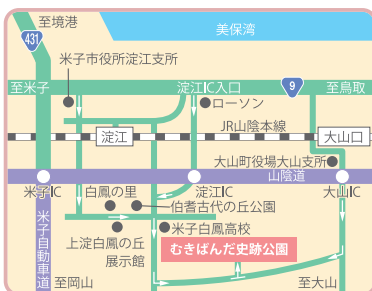 至境港
431
美保湾
米子市役所淀江支所
至米子
淀江IC入口
9
至鳥取
ローソン
JR山陰本線
淀江
大山口
大山町役場大山支所
山陰道
米子IC
白鳳の里
淀江IC
大山IC
伯耆古代の丘公園
米子自動車道
上淀白鳳の丘
展示館
米子白鳳高校
むきばんだ史跡公園
至岡山
至大山